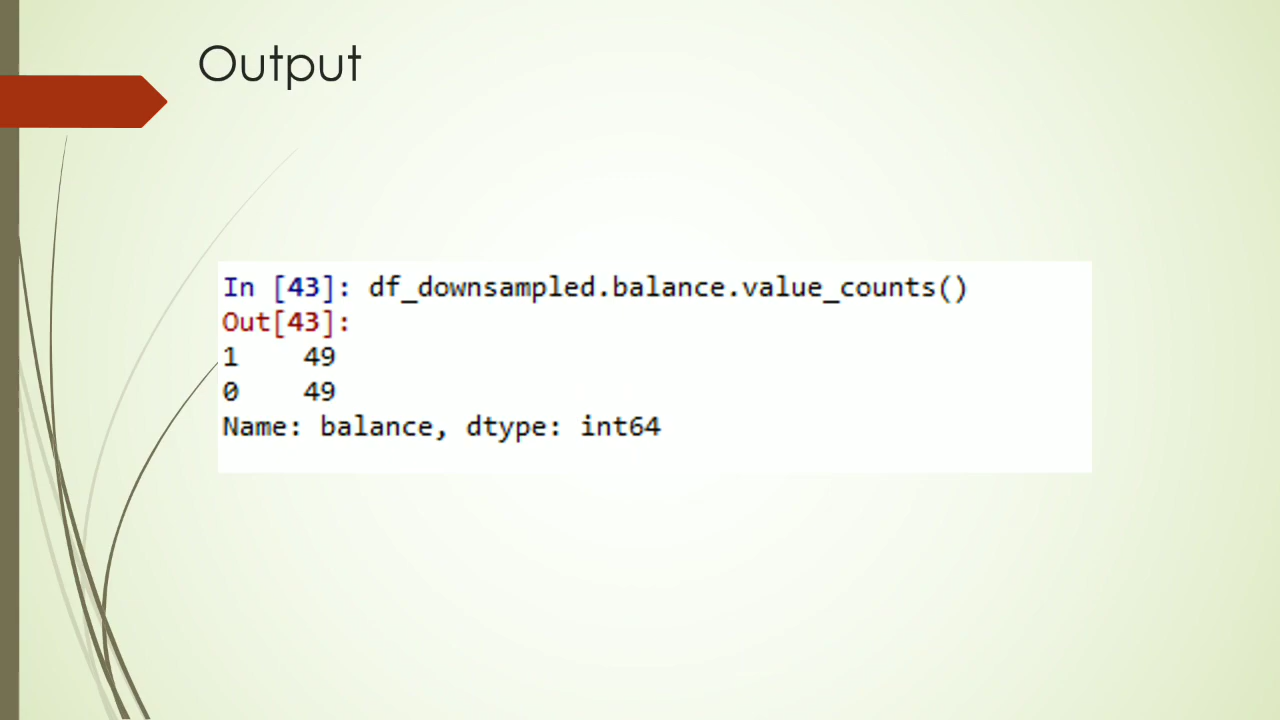 Output
In [43]: df_downsampled.balance.value_counts()
Out[43]:
1    49
0    49
Name: balance, dtype: int64